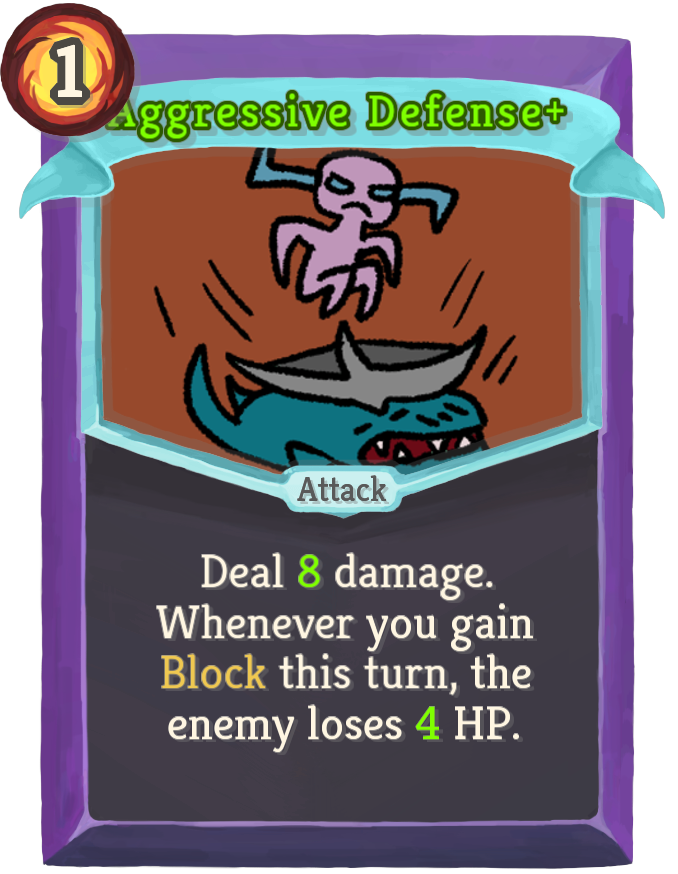 1
Aggressive Defense+
Attack
Deal 8 damage.
Whenever you gain
Block this turn, the
enemy loses 4 HP.